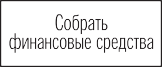 Собрать
финансовые средства